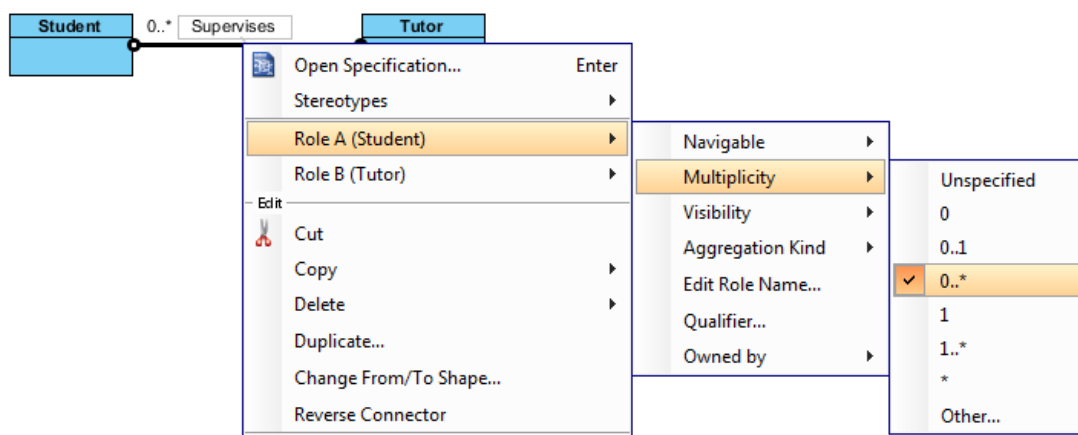 Student 0..* Supervises Tutor
Open Specification... Enter
Stereotypes
Role A (Student)
Role B (Tutor)
Edit
Cut
Copy
Delete
Duplicate...
Change From/To Shape...
Reverse Connector
Navigable
Multiplicity
Visibility
Aggregation Kind
Edit Role Name...
Qualifier...
Owned by
Unspecified
0
0..1
0..*
1
1..*
*
Other...